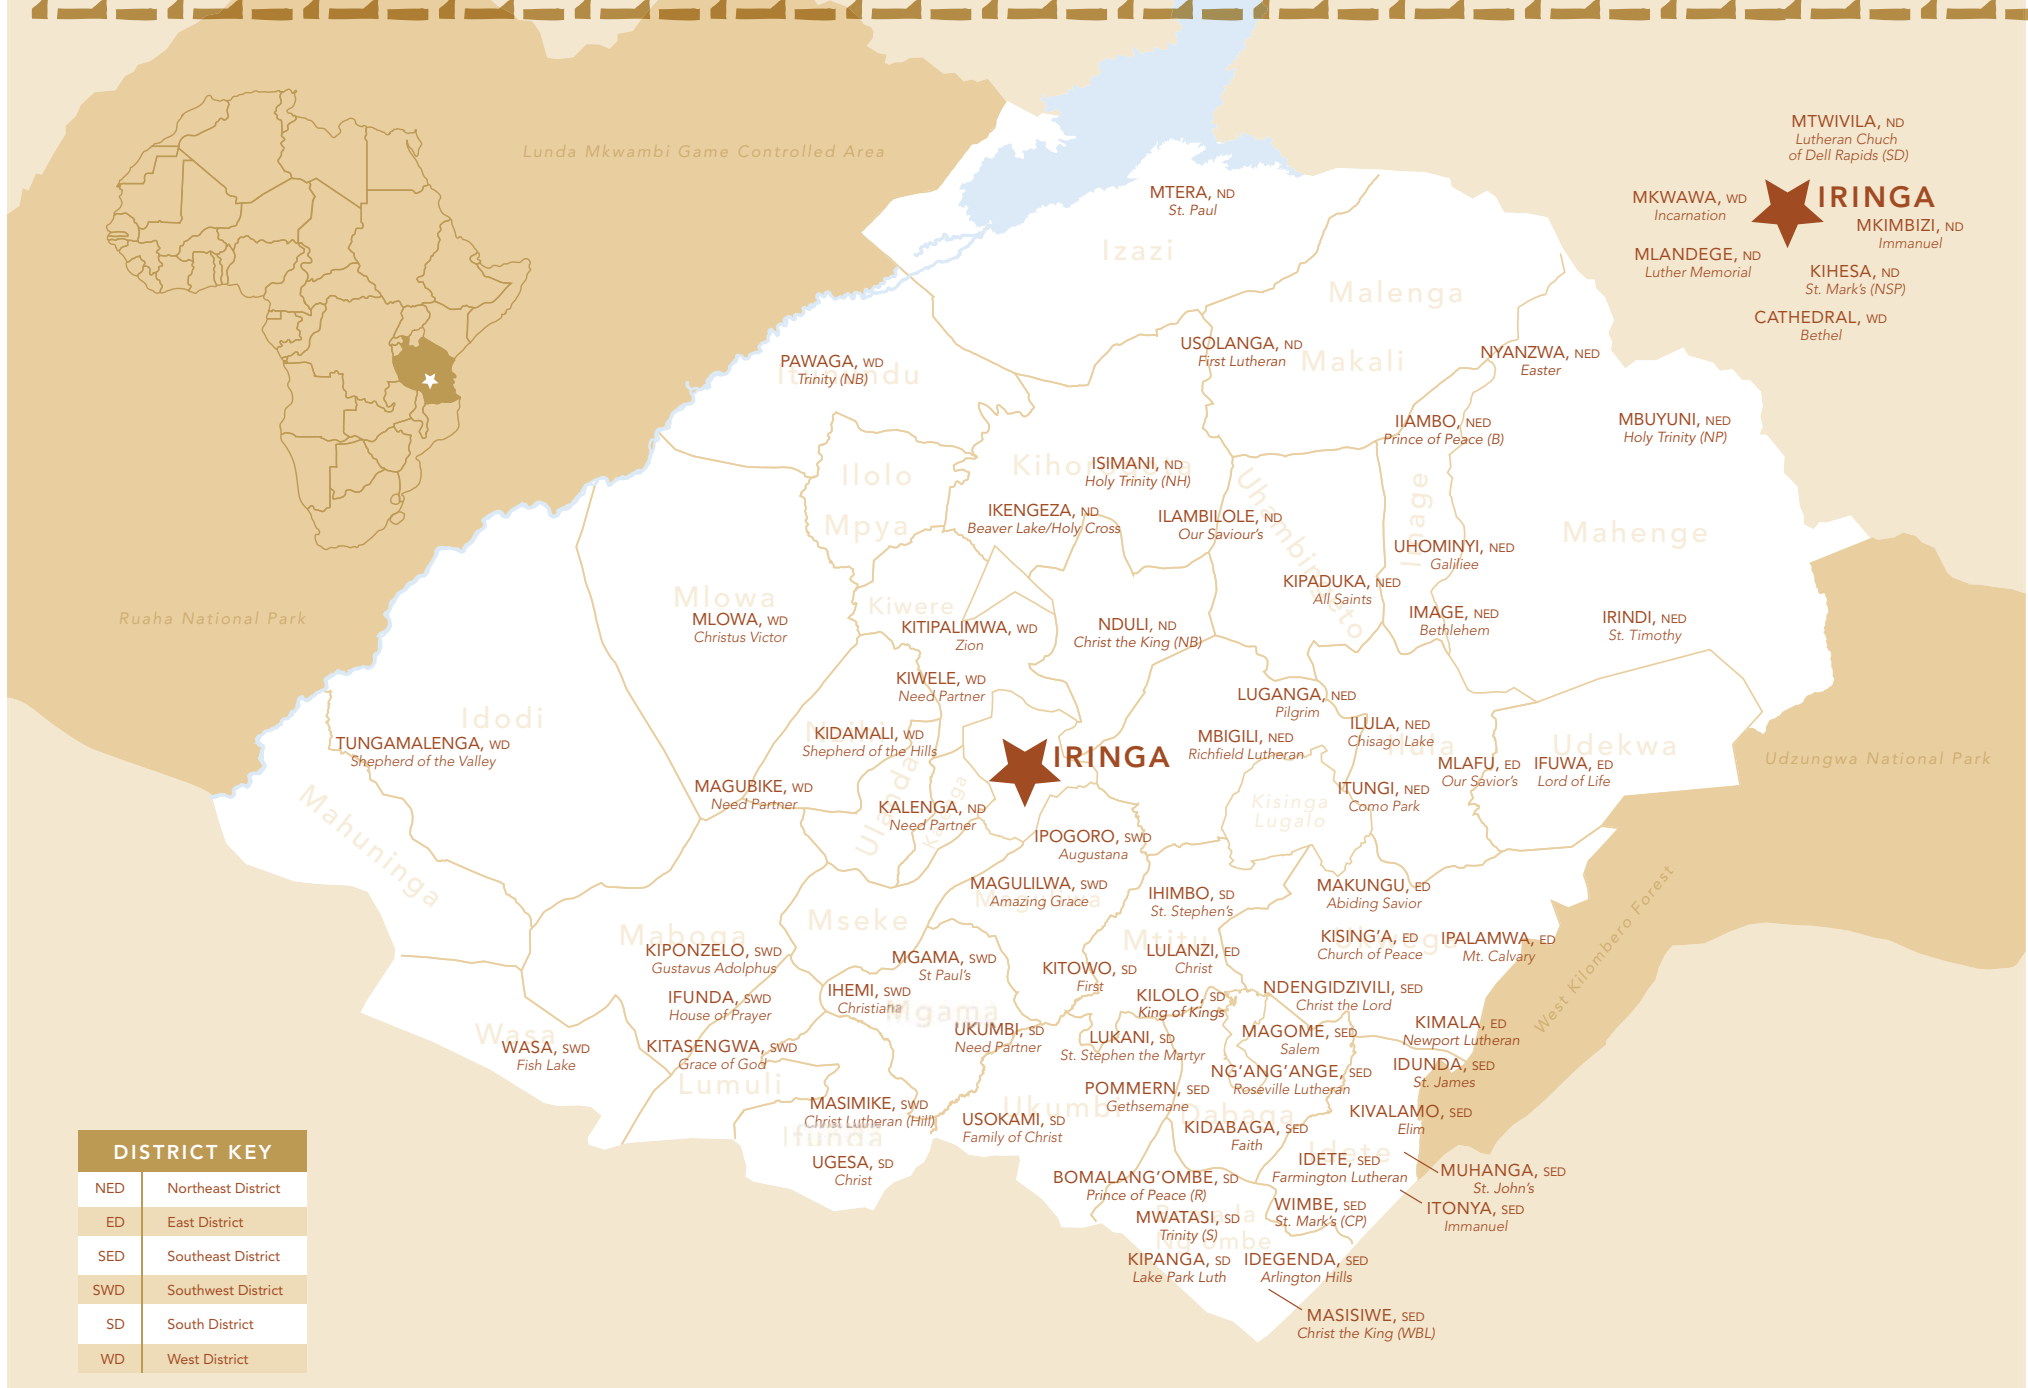 Lunda Mkwambi Game Controlled Area
MTWIVILA, ND
Lutheran Chuch
of Dell Rapids (SD)
MKWAWA, WD
Incarnation
IRINGA
MKIMBIZI, ND
Immanuel
MLANDEGE, ND
Luther Memorial
KIHESA, ND
St. Mark's (NSP)
CATHEDRAL, WD
Bethel
MTERA, ND
St. Paul
Izazi
Malenga
Makali
USOLANGA, ND
First Lutheran
NYANZWA, NED
Easter
PAWAGA, WD
Trinity (NB)
IIAMBO, NED
Prince of Peace (B)
MBUYUNI, NED
Holy Trinity (NP)
Ilolo
Mpya
ISIMANI, ND
Holy Trinity (NH)
IKENGEZA, ND
Beaver Lake/Holy Cross
ILAMBILOLE, ND
Our Saviour's
Image
Mahenge
UHOMINYI, NED
Galiliee
KIPADUKA, NED
All Saints
IMAGE, NED
Bethlehem
IRINDI, NED
St. Timothy
Ruaha National Park
Mlowa
MLOWA, WD
Christus Victor
Kiwere
KITIPALIMWA, WD
Zion
NDULI, ND
Christ the King (NB)
KIWELE, WD
Need Partner
LUGANGA, NED
Pilgrim
Idodi
TUNGAMALENGA, WD
Shepherd of the Valley
KIDAMALI, WD
Shepherd of the Hills
IRINGA
MBIGILI, NED
Richfield Lutheran
ILULA, NED
Chisago Lake
Ilula
Udekwa
Udzungwa National Park
MLAFU, ED
Our Savior's
IFUWA, ED
Lord of Life
MAGUBIKE, WD
Need Partner
Ulanda
KALENGA, ND
Need Partner
ITUNGI, NED
Como Park
Kisinga
Lugalo
Mahuninga
IPOGORO, SWD
Augustana
MAGULILWA, SWD
Amazing Grace
IHIMBO, SD
St. Stephen's
MAKUNGU, ED
Abiding Savior
West Kilombero Forest
Maboga
Mseke
Mtitu
KIPONZELO, SWD
Gustavus Adolphus
MGAMA, SWD
St Paul's
KITOWO, SD
First
LULANZI, ED
Christ
KISING'A, ED
Church of Peace
IPALAMWA, ED
Mt. Calvary
IFUNDA, SWD
House of Prayer
IHEMI, SWD
Christiana
Mgama
KILOLO, SD
King of Kings
NDENGIDZIVILI, SED
Christ the Lord
Wasa
WASA, SWD
Fish Lake
KITASENGWA, SWD
Grace of God
Lumuli
UKUMBI, SD
Need Partner
LUKANI, SD
St. Stephen the Martyr
MAGOME, SED
Salem
KIMALA, ED
Newport Lutheran
NG'ANG'ANGE, SED
Roseville Lutheran
IDUNDA, SED
St. James
POMMERN, SED
Gethsemane
Ukumbi
Dabaga
MASIMIKE, SWD
Christ Lutheran (Hill)
Ifunda
USOKAMI, SD
Family of Christ
KIVALAMO, SED
Elim
KIDABAGA, SED
Faith
Idete
UGESA, SD
Christ
IDETE, SED
Farmington Lutheran
MUHANGA, SED
St. John's
BOMALANG'OMBE, SD
Prince of Peace (R)
WIMBE, SED
St. Mark's (CP)
ITONYA, SED
Immanuel
MWATASI, SD
Trinity (S)
KIPANGA, SD
Lake Park Luth
IDEGENDA, SED
Arlington Hills
MASISIWE, SED
Christ the King (WBL)
DISTRICT KEY
NED Northeast District
ED East District
SED Southeast District
SWD Southwest District
SD South District
WD West District